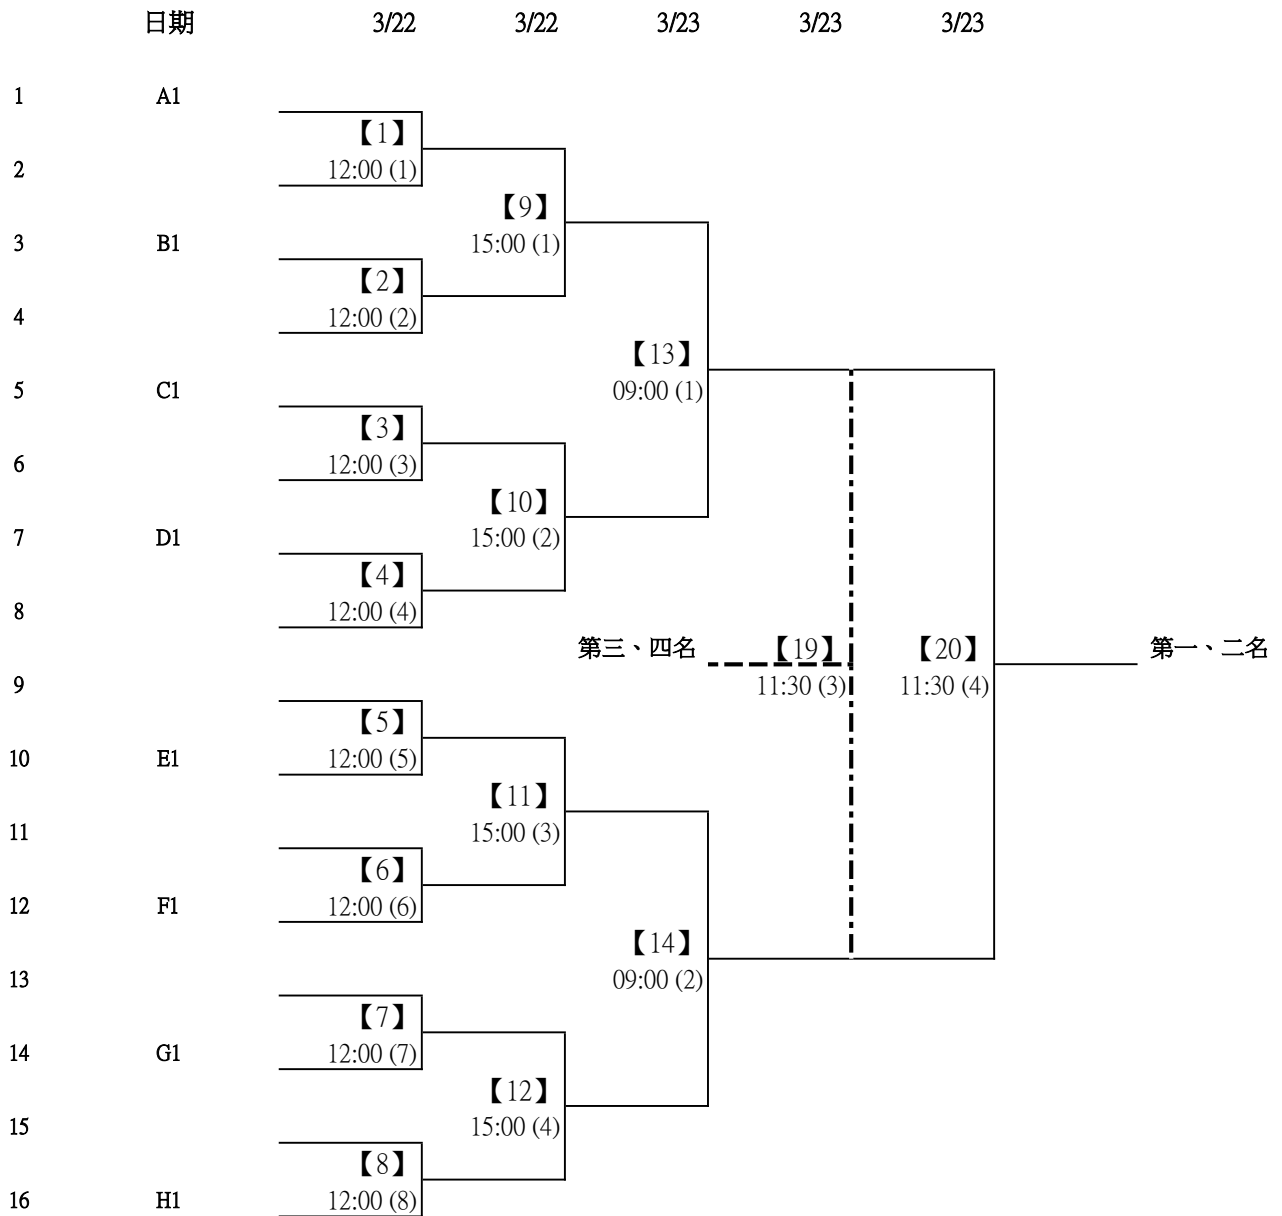 日期 3/22 3/22 3/23 3/23 3/23
1 A1
【1】
2 12:00 (1)
【9】
3 B1 15:00 (1)
【2】
4 12:00 (2)
【13】
5 C1 09:00 (1)
【3】
6 12:00 (3)
【10】
7 D1 15:00 (2)
【4】
8 12:00 (4)
第三、四名 【19】 【20】 第一、二名
9 11:30 (3) 11:30 (4)
【5】
10 E1 12:00 (5)
【11】
11 15:00 (3)
【6】
12 F1 12:00 (6)
【14】
13 09:00 (2)
【7】
14 G1 12:00 (7)
【12】
15 15:00 (4)
【8】
16 H1 12:00 (8)